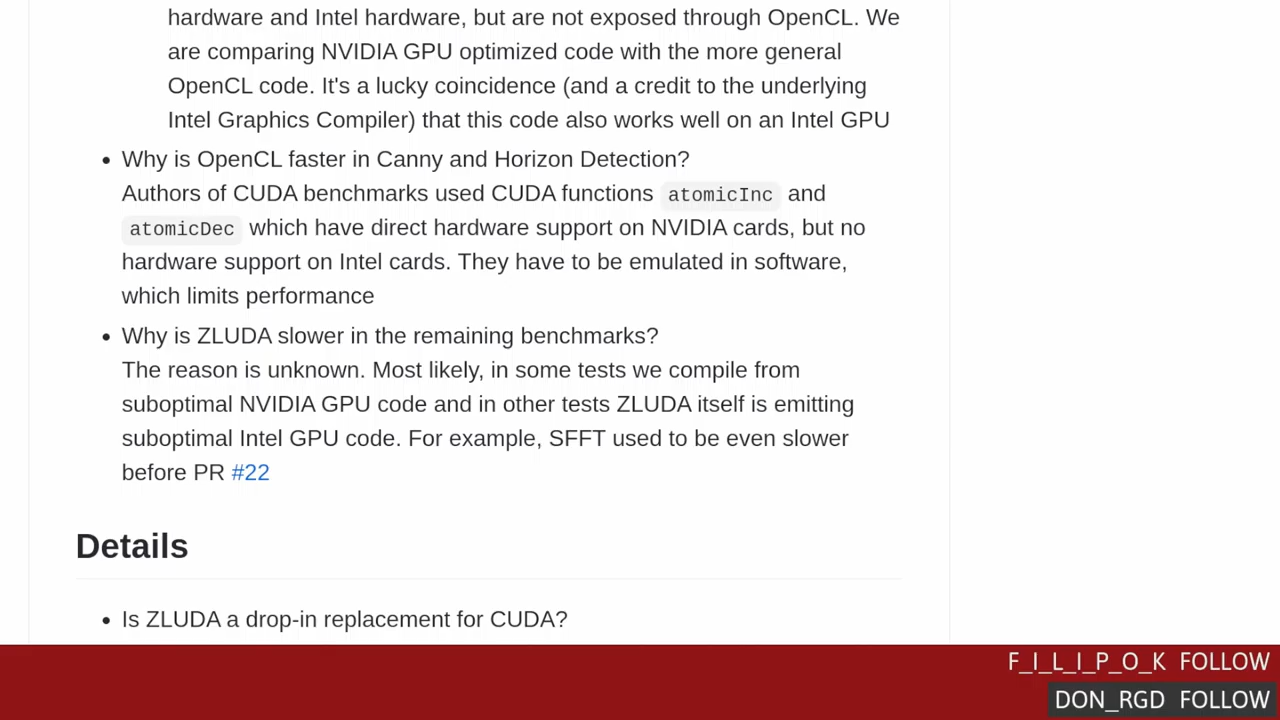 hardware and Intel hardware, but are not exposed through OpenCL. We
are comparing NVIDIA GPU optimized code with the more general
OpenCL code. It's a lucky coincidence (and a credit to the underlying
Intel Graphics Compiler) that this code also works well on an Intel GPU
• Why is OpenCL faster in Canny and Horizon Detection?
Authors of CUDA benchmarks used CUDA functions atomicInc and
atomicDec which have direct hardware support on NVIDIA cards, but no
hardware support on Intel cards. They have to be emulated in software,
which limits performance
• Why is ZLUDA slower in the remaining benchmarks?
The reason is unknown. Most likely, in some tests we compile from
suboptimal NVIDIA GPU code and in other tests ZLUDA itself is emitting
suboptimal Intel GPU code. For example, SFFT used to be even slower
before PR #22
Details
• Is ZLUDA a drop-in replacement for CUDA?
F_I_L_I_P_O_K FOLLOW
DON_RGD FOLLOW